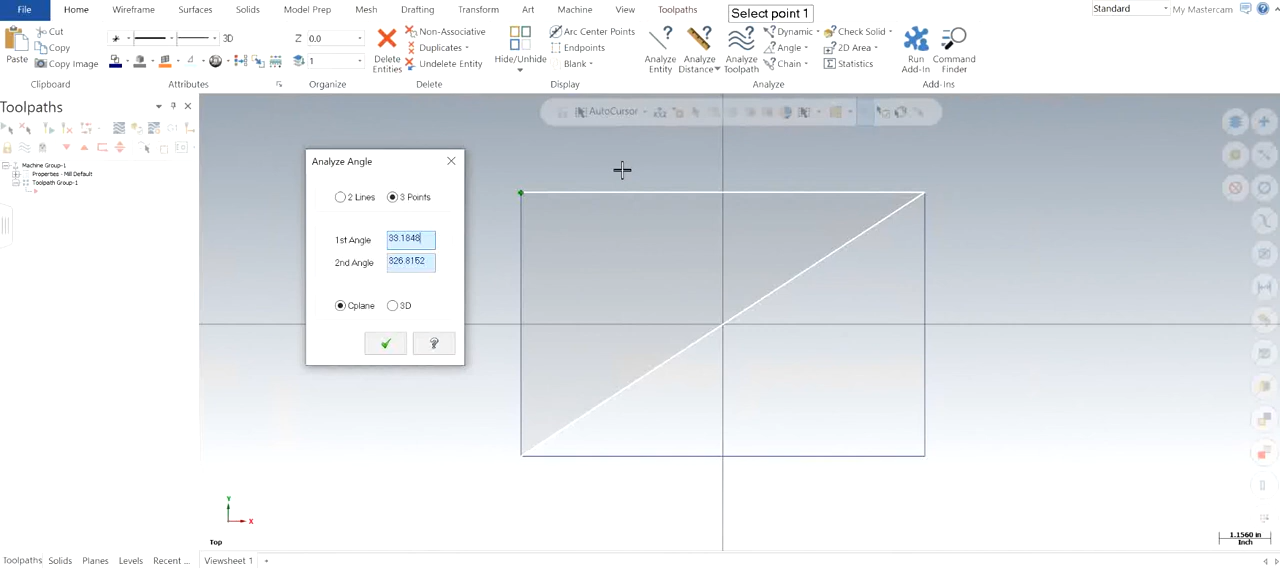 File Home Wireframe Surfaces Solids Model Prep Mesh Drafting Transform Art Machine View Toolpaths Select point 1 Standard My Mastercam
Paste Cut Copy Copy Image Clipboard
3D Attributes
Z 0.0 1 Organize
Delete Entities Non-Associative Duplicates Undelete Entity Delete
Hide/Unhide Arc Center Points Endpoints Blank Display
Analyze Entity Analyze Distance Analyze Toolpath Dynamic Angle Chain Check Solid 2D Area Statistics Analyze
Run Add-In Command Finder Add-Ins
Toolpaths
Machine Group-1
Properties - Mill Default
Toolpath Group-1
AutoCursor
Analyze Angle
2 Lines 3 Points
1st Angle 33.1848
2nd Angle 326.8152
Cplane 3D
Y
X
Top
1.1560 in
Inch
Toolpaths Solids Planes Levels Recent ... Viewsheet 1 +